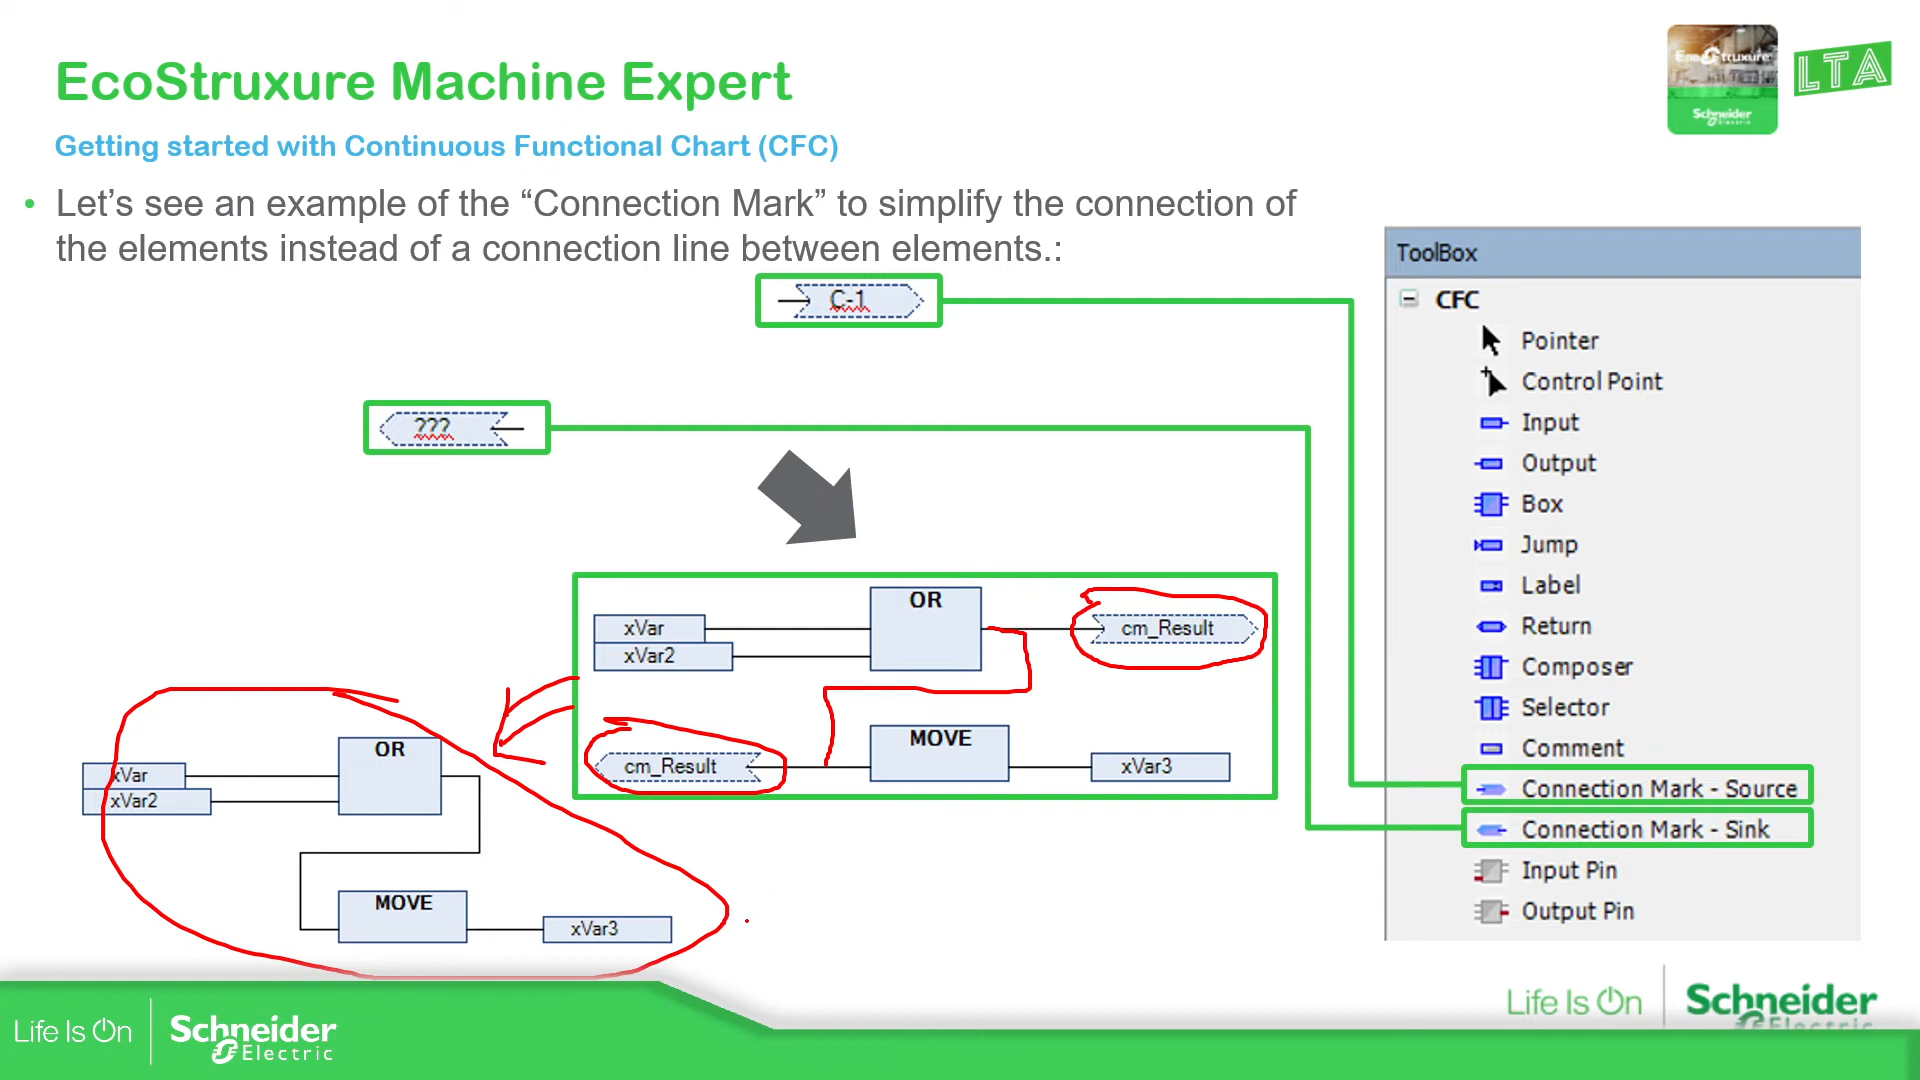 EcoStruxure Machine Expert
EcoStruxure
Schneider
Electric
LTA
Getting started with Continuous Functional Chart (CFC)
• Let’s see an example of the “Connection Mark” to simplify the connection of
the elements instead of a connection line between elements.:
C-1
???
OR
xVar
xVar2
cm_Result
MOVE
cm_Result
xVar3
OR
xVar
xVar2
MOVE
xVar3
ToolBox
CFC
Pointer
Control Point
Input
Output
Box
Jump
Label
Return
Composer
Selector
Comment
Connection Mark - Source
Connection Mark - Sink
Input Pin
Output Pin
Life Is On
Schneider
Electric
Life Is On
Schneider
Electric